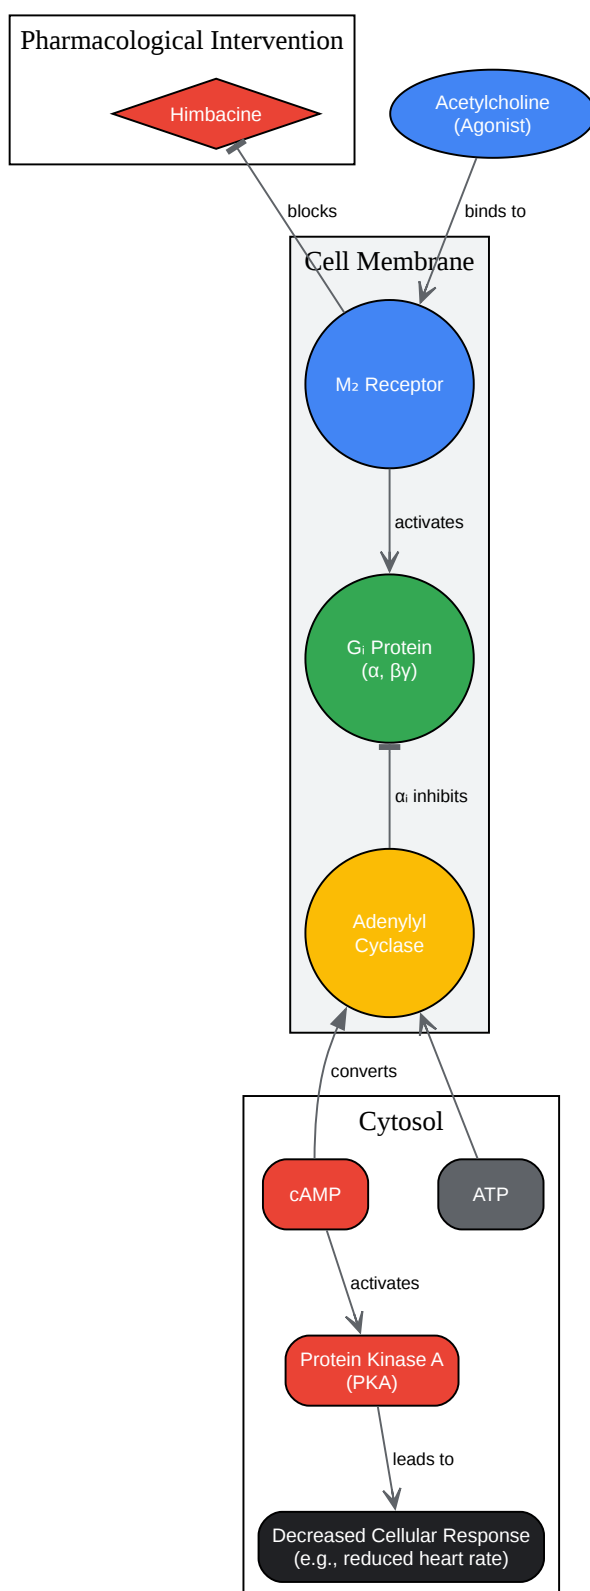 Pharmacological Intervention
Himbacine
Acetylcholine
(Agonist)
blocks
binds to
Cell Membrane
M₂ Receptor
activates
Gᵢ Protein
(α, βγ)
αᵢ inhibits
Adenylyl
Cyclase
converts
Cytosol
cAMP
ATP
activates
Protein Kinase A
(PKA)
leads to
Decreased Cellular Response
(e.g., reduced heart rate)